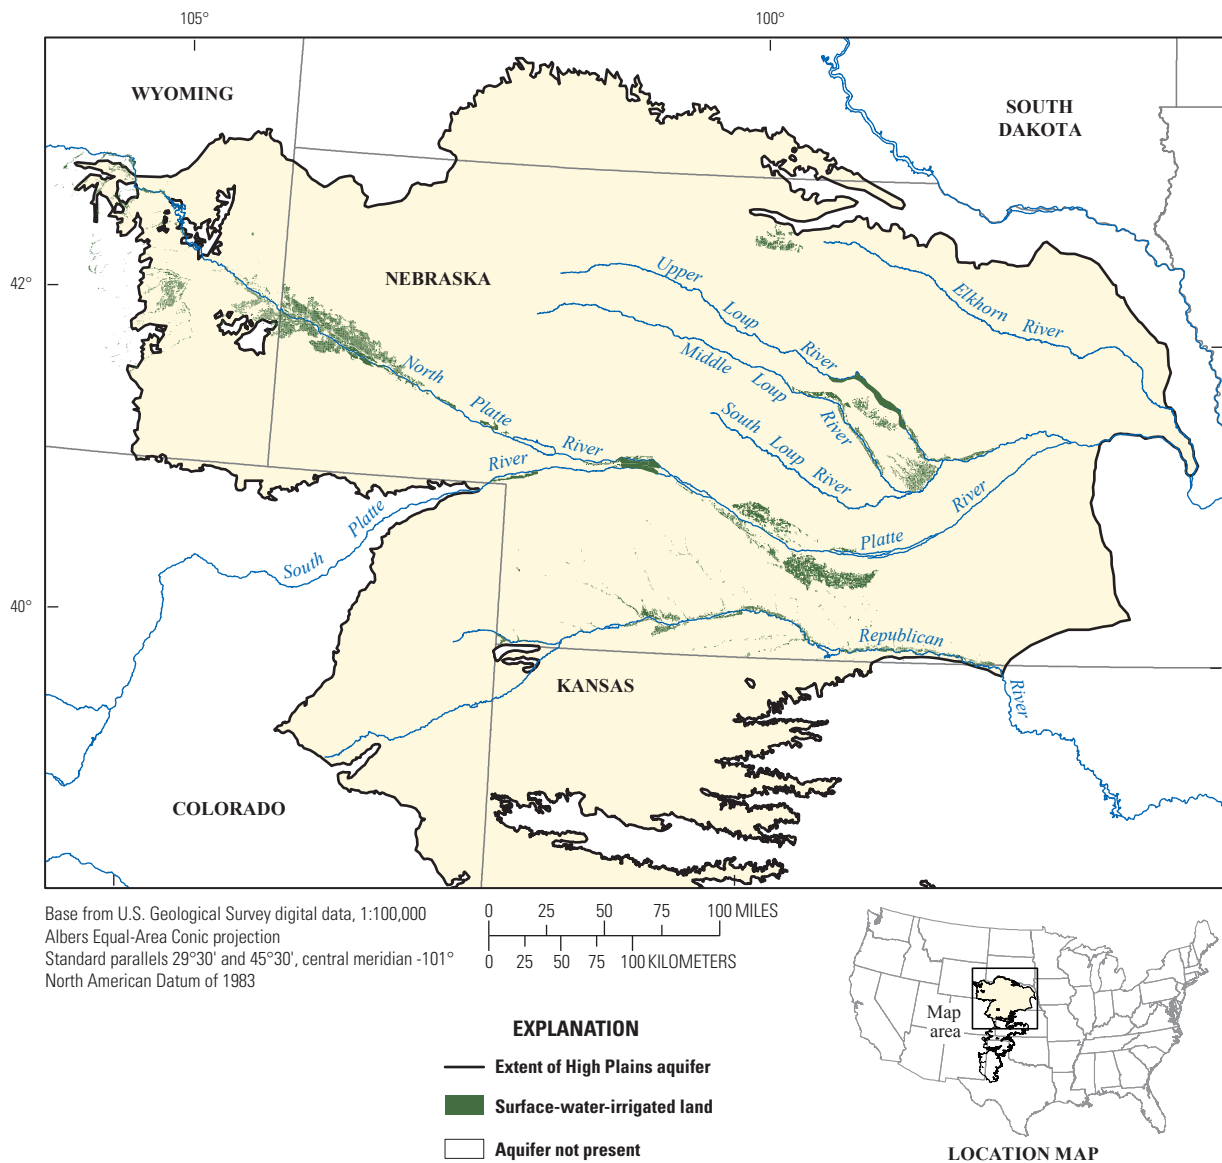 105°
100°
WYOMING
SOUTH
DAKOTA
42°
NEBRASKA
Upper
Loup
River
Elkhorn
River
Middle
Loup
River
North
Platte
River
South
Loup
River
River
South
Platte
Platte
River
40°
Republican
River
KANSAS
COLORADO
Base from U.S. Geological Survey digital data, 1:100,000
Albers Equal-Area Conic projection
Standard parallels 29°30' and 45°30', central meridian -101°
North American Datum of 1983
0 25 50 75 100 MILES
0 25 50 75 100 KILOMETERS
EXPLANATION
Extent of High Plains aquifer
Surface-water-irrigated land
Aquifer not present
Map
area
LOCATION MAP